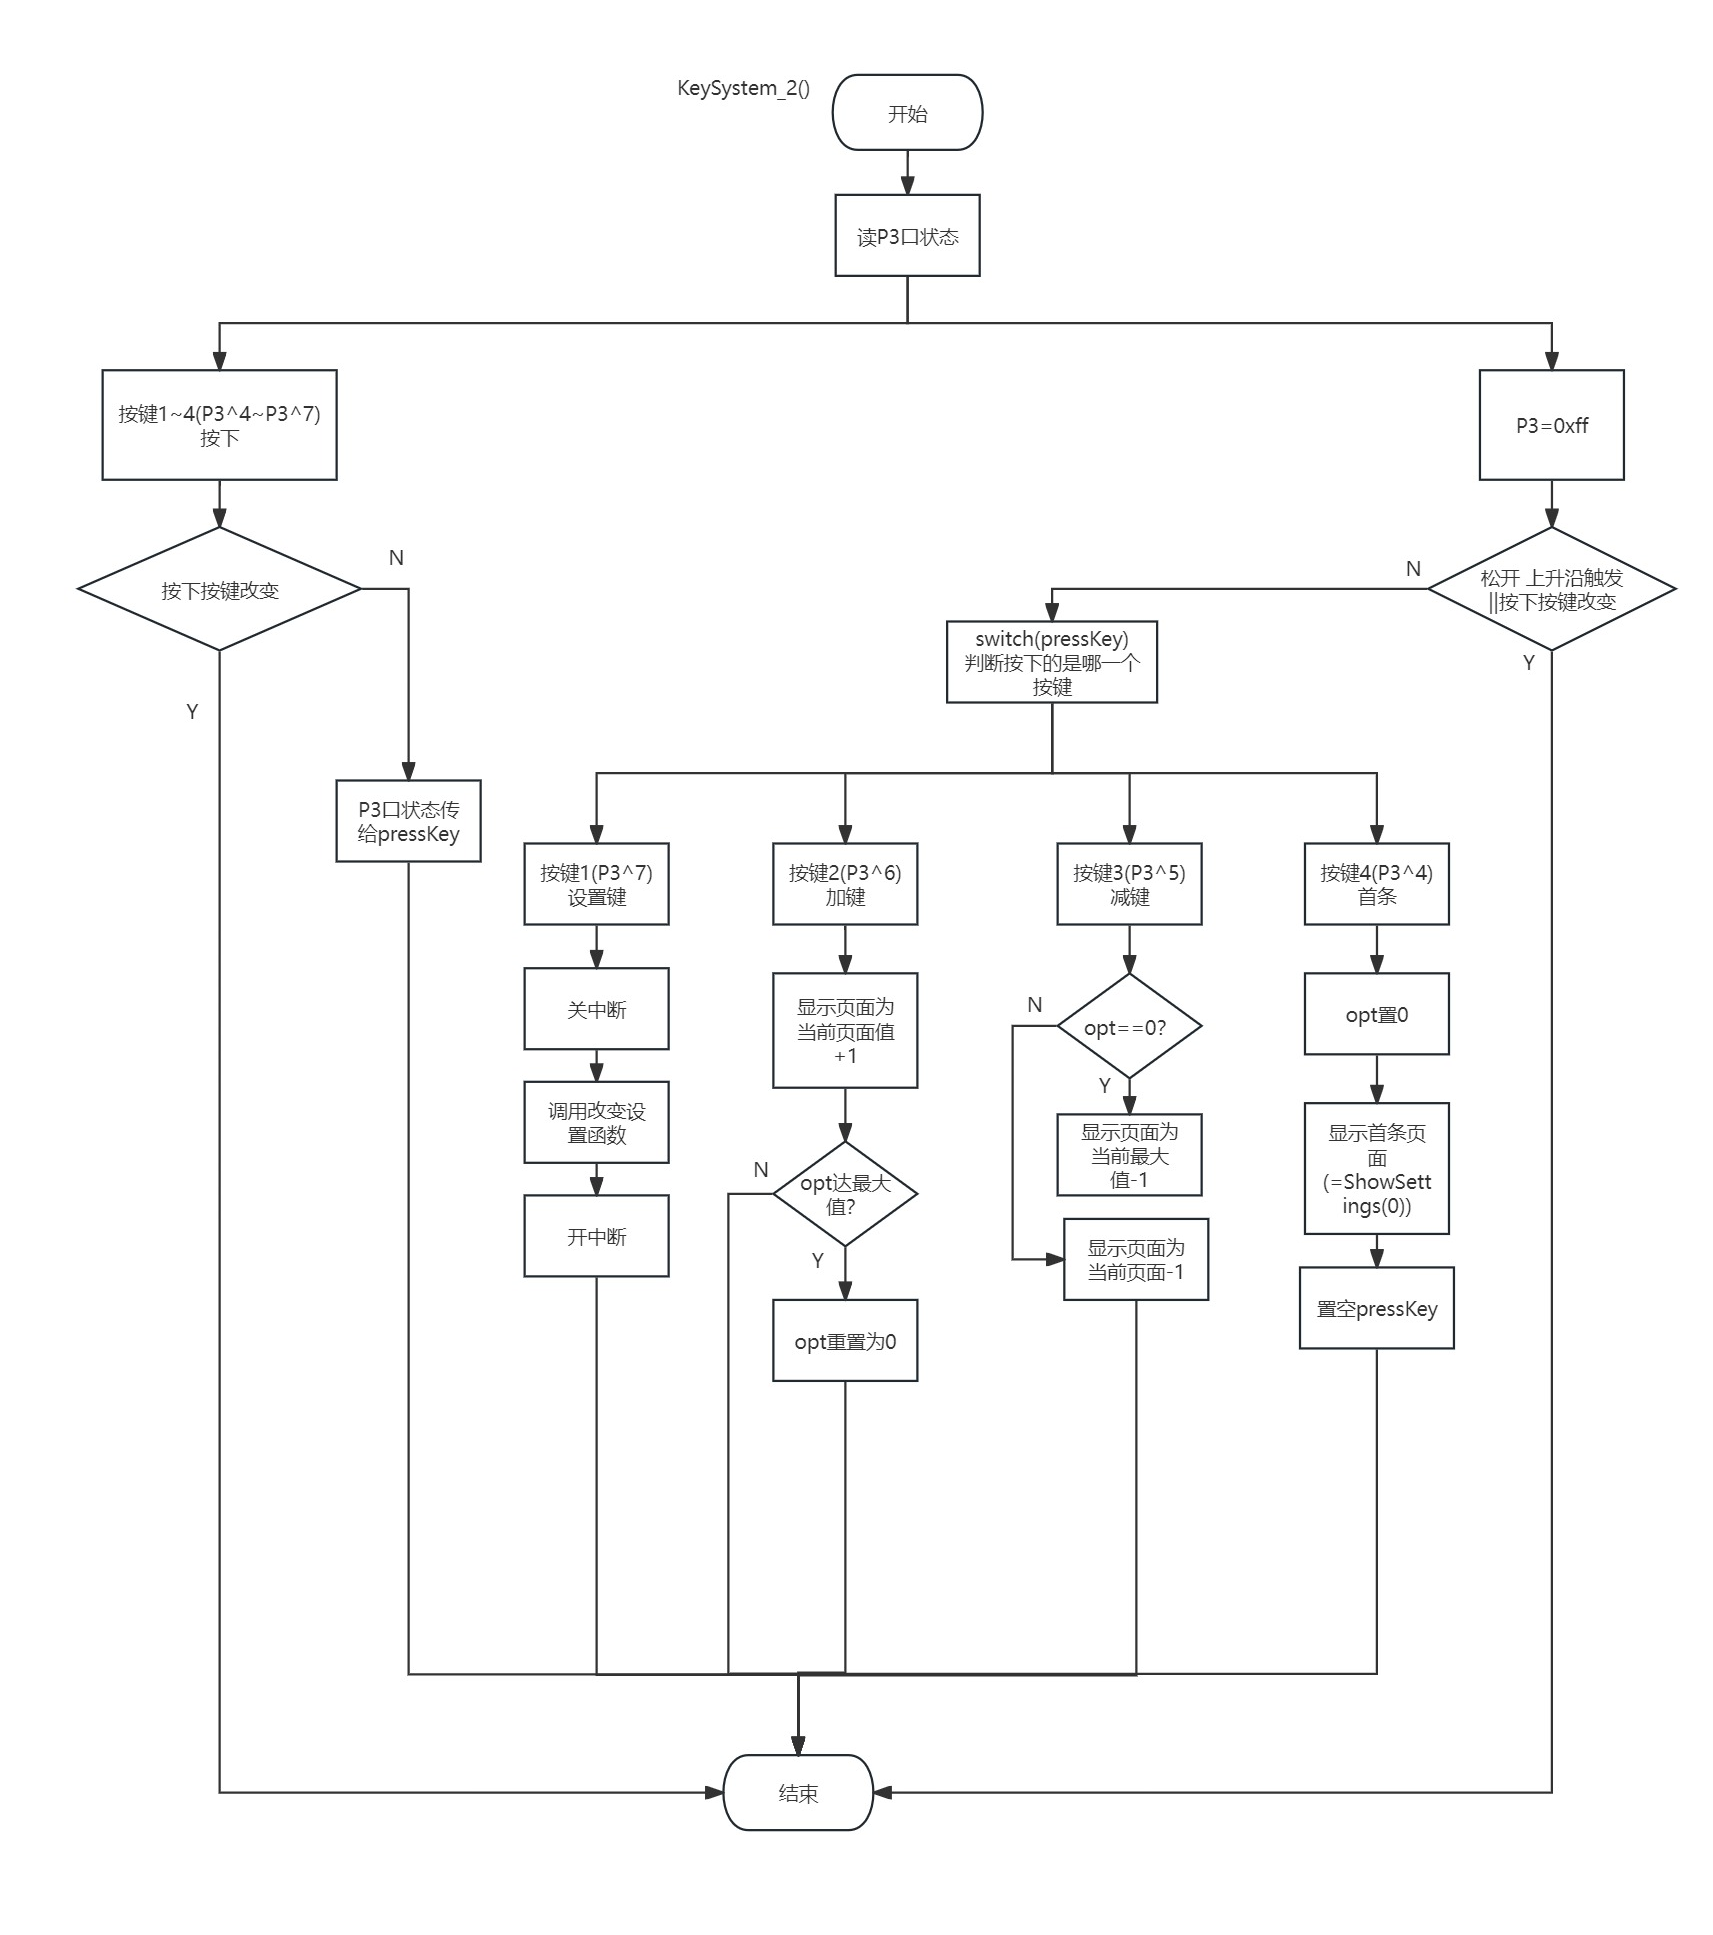 KeySystem_2()
开始
读P3口状态
按键1~4(P3^4~P3^7)
按下
P3=0xff
按下按键改变
N
Y
松开 上升沿触发
||按下按键改变
N
Y
switch(pressKey)
判断按下的是哪一个
按键
P3口状态传
给pressKey
按键1(P3^7)
设置键
关中断
调用改变设
置函数
开中断
按键2(P3^6)
加键
显示页面为
当前页面值
+1
opt达最大
值?
N
Y
opt重置为0
按键3(P3^5)
减键
opt==0?
N
Y
显示页面为
当前最大
值-1
显示页面为
当前页面-1
按键4(P3^4)
首条
opt置0
显示首条页
面
(=ShowSett
ings(0))
置空pressKey
结束